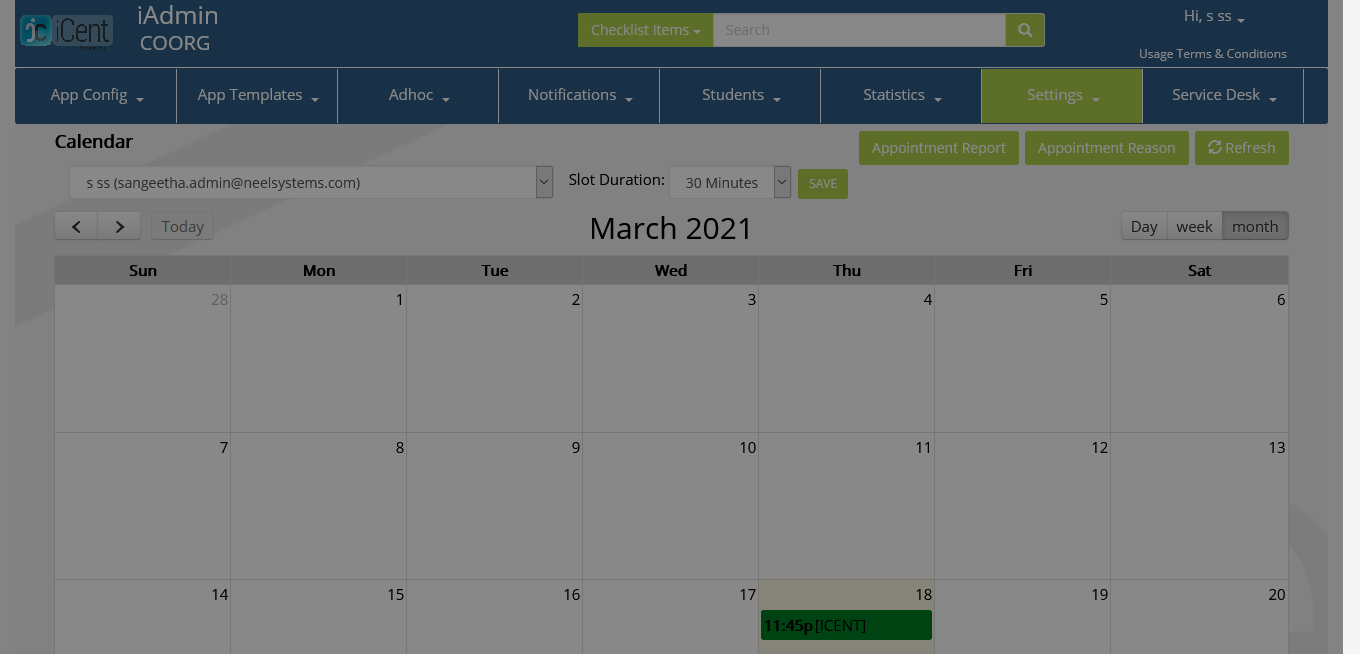 iCent
iAdmin
COORG
Checklist Items
Search
Hi, s ss
Usage Terms & Conditions
App Config
App Templates
Adhoc
Notifications
Students
Statistics
Settings
Service Desk
Calendar
Appointment Report
Appointment Reason
Refresh
s ss (sangeetha.admin@neelsystems.com)
Slot Duration:
30 Minutes
SAVE
Today
March 2021
Day
week
month
Sun Mon Tue Wed Thu Fri Sat
28 1 2 3 4 5 6
7 8 9 10 11 12 13
14 15 16 17 18 19 20
11:45p [ICENT]